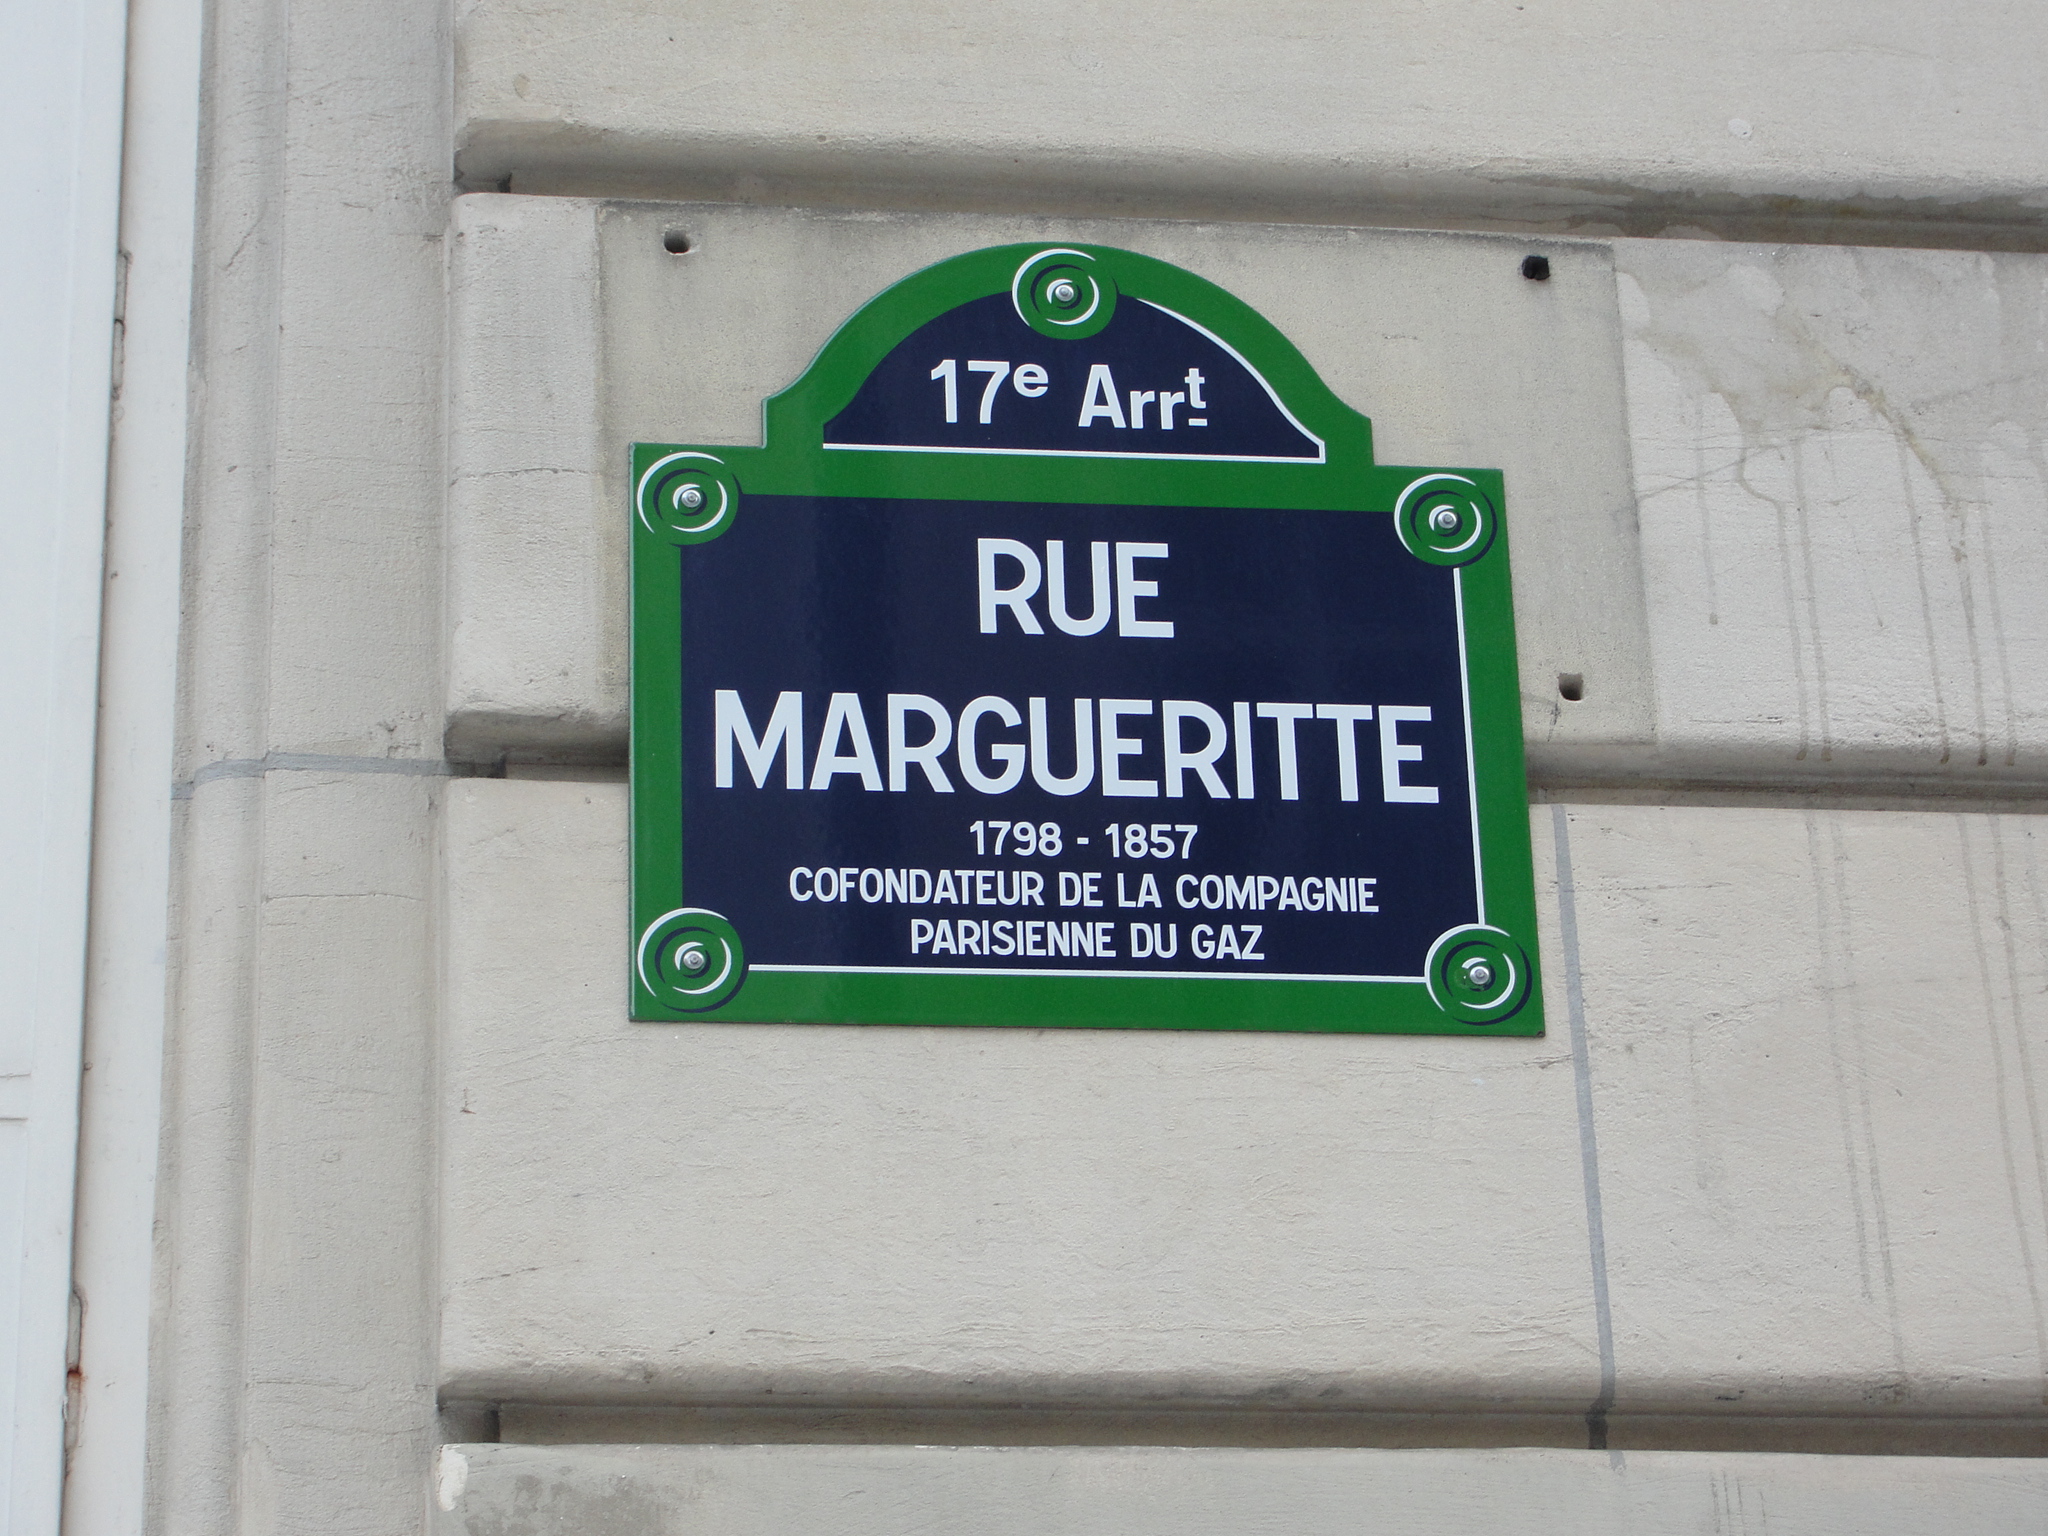 17e Arrt
RUE
MARGUERITTE
1798 - 1857
COFONDATEUR DE LA COMPAGNIE
PARISIENNE DU GAZ